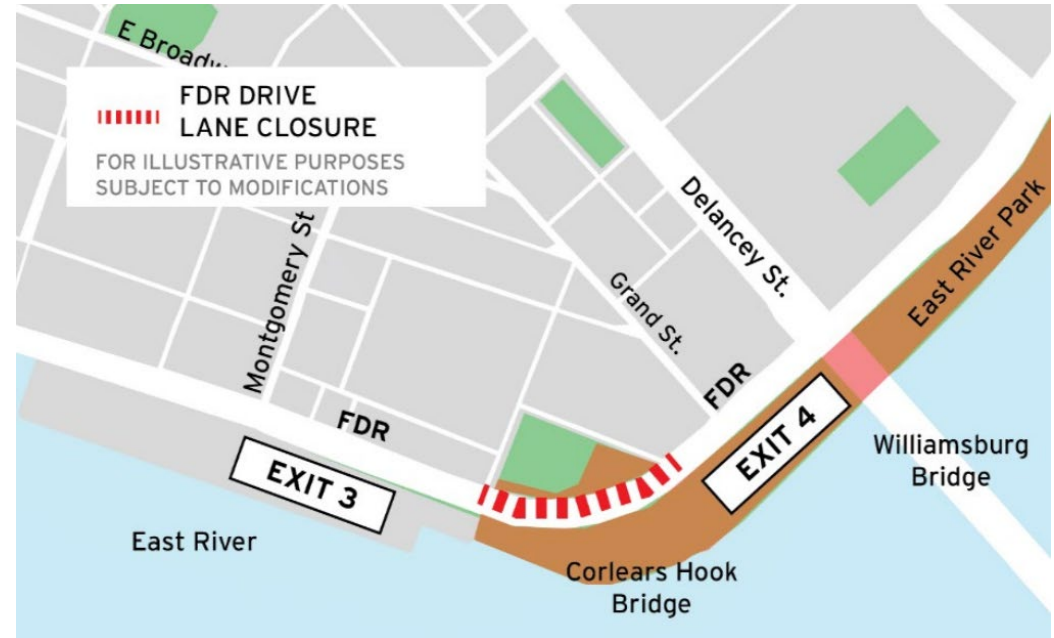 E Broadw
FDR DRIVE
LANE CLOSURE
FOR ILLUSTRATIVE PURPOSES
SUBJECT TO MODIFICATIONS
Montgomery St
Delancey St.
Grand St.
East River Park
FDR
FDR
EXIT 3
EXIT 4
Williamsburg
Bridge
East River
Corlears Hook
Bridge